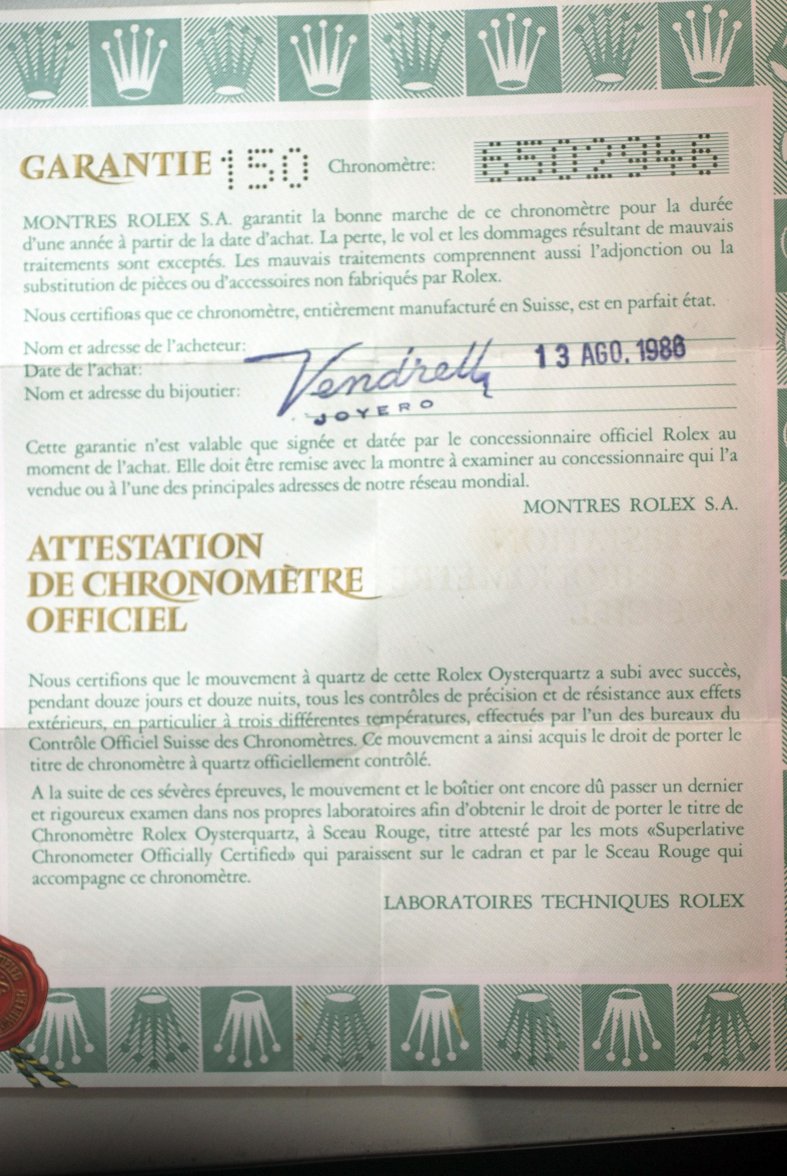 GARANTIE 150 Chronomètre: 6502946
MONTRES ROLEX S.A. garantit la bonne marche de ce chronomètre pour la durée
d'une année à partir de la date d'achat. La perte, le vol et les dommages résultant de mauvais
traitements sont exceptés. Les mauvais traitements comprennent aussi l'adjonction ou la
substitution de pièces ou d'accessoires non fabriqués par Rolex.
Nous certifions que ce chronomètre, entièrement manufacturé en Suisse, est en parfait état.
Nom et adresse de l'acheteur:
Date de l'achat: 13 AGO. 1986
Nom et adresse du bijoutier: Vendrell
JOYERO
Cette garantie n'est valable que signée et datée par le concessionnaire officiel Rolex au
moment de l'achat. Elle doit être remise avec la montre à examiner au concessionnaire qui l'a
vendue ou à l'une des principales adresses de notre réseau mondial.
MONTRES ROLEX S.A.
ATTESTATION
DE CHRONOMÈTRE
OFFICIEL
Nous certifions que le mouvement à quartz de cette Rolex Oysterquartz a subi avec succès,
pendant douze jours et douze nuits, tous les contrôles de précision et de résistance aux effets
extérieurs, en particulier à trois différentes températures, effectués par l'un des bureaux du
Contrôle Officiel Suisse des Chronomètres. Ce mouvement a ainsi acquis le droit de porter le
titre de chronomètre à quartz officiellement contrôlé.
A la suite de ces sévères épreuves, le mouvement et le boîtier ont encore dû passer un dernier
et rigoureux examen dans nos propres laboratoires afin d'obtenir le droit de porter le titre de
Chronomètre Rolex Oysterquartz, à Sceau Rouge, titre attesté par les mots «Superlative
Chronometer Officially Certified» qui paraissent sur le cadran et par le Sceau Rouge qui
accompagne ce chronomètre.
LABORATOIRES TECHNIQUES ROLEX